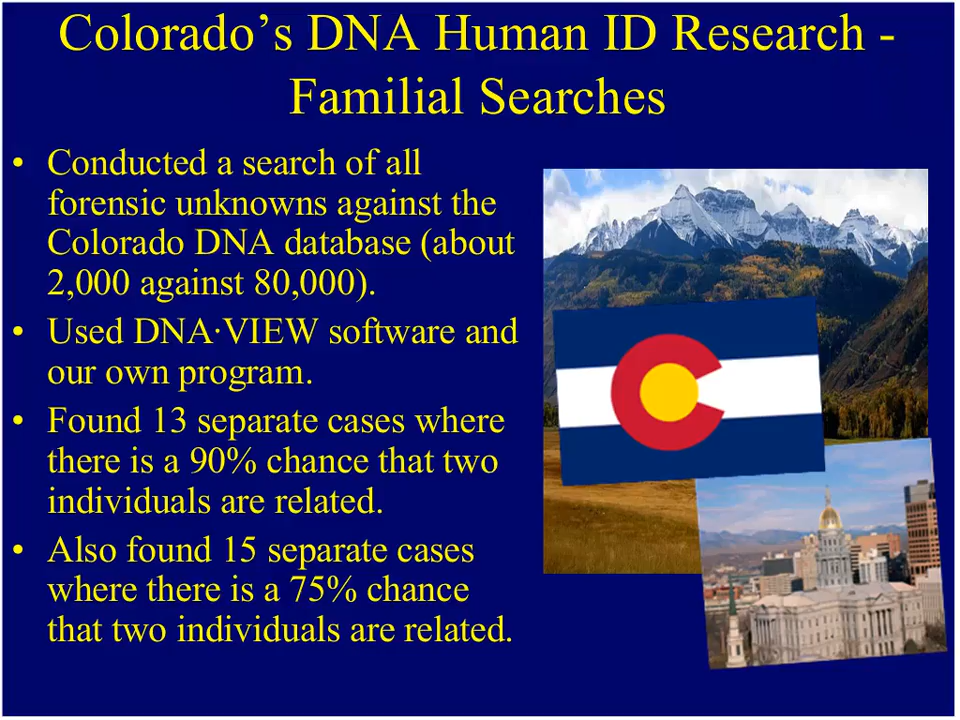 Colorado’s DNA Human ID Research -
Familial Searches
• Conducted a search of all
forensic unknowns against the
Colorado DNA database (about
2,000 against 80,000).
• Used DNA·VIEW software and
our own program.
• Found 13 separate cases where
there is a 90% chance that two
individuals are related.
• Also found 15 separate cases
where there is a 75% chance
that two individuals are related.